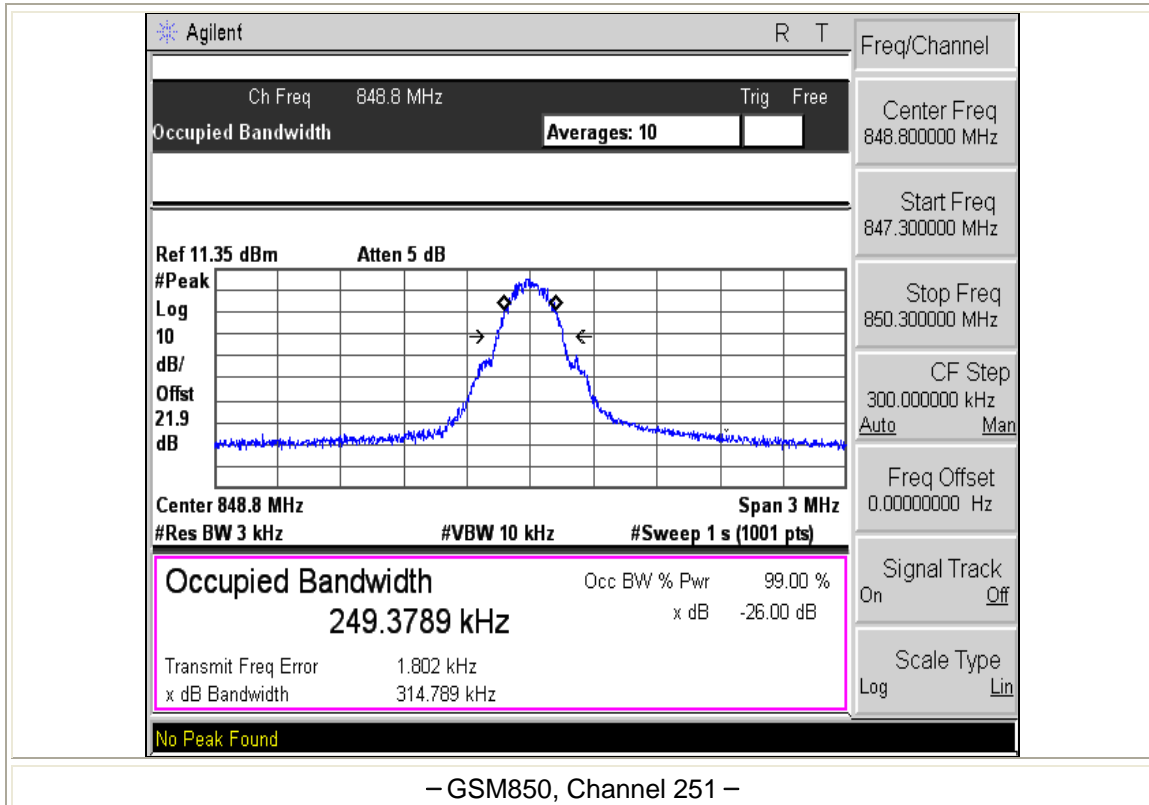 Agilent R T
Ch Freq 848.8 MHz Trig Free
Occupied Bandwidth Averages: 10
Ref 11.35 dBm Atten 5 dB
#Peak
Log
10
dB/
Offst
21.9
dB
Center 848.8 MHz Span 3 MHz
#Res BW 3 kHz #VBW 10 kHz #Sweep 1 s (1001 pts)
Occupied Bandwidth Occ BW % Pwr 99.00 %
249.3789 kHz x dB -26.00 dB
Transmit Freq Error 1.802 kHz
x dB Bandwidth 314.789 kHz
No Peak Found
Freq/Channel
Center Freq
848.800000 MHz
Start Freq
847.300000 MHz
Stop Freq
850.300000 MHz
CF Step
300.000000 kHz
Auto Man
Freq Offset
0.00000000 Hz
Signal Track
On Off
Scale Type
Log Lin
– GSM850, Channel 251 –